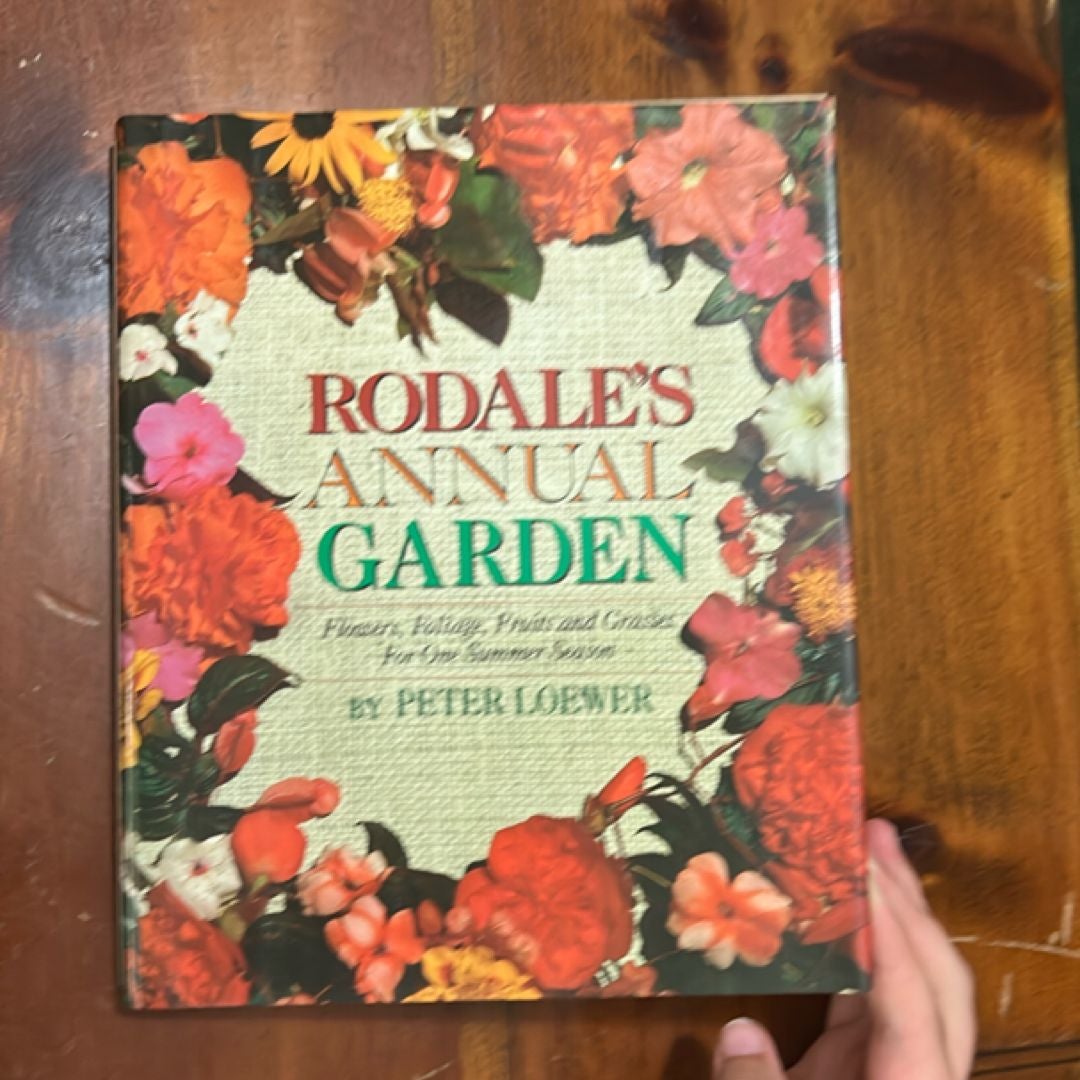 RODALE'S
ANNUAL
GARDEN
Flowers, Foliage, Fruits and Grasses
For One Summer Season
BY PETER LOEWER